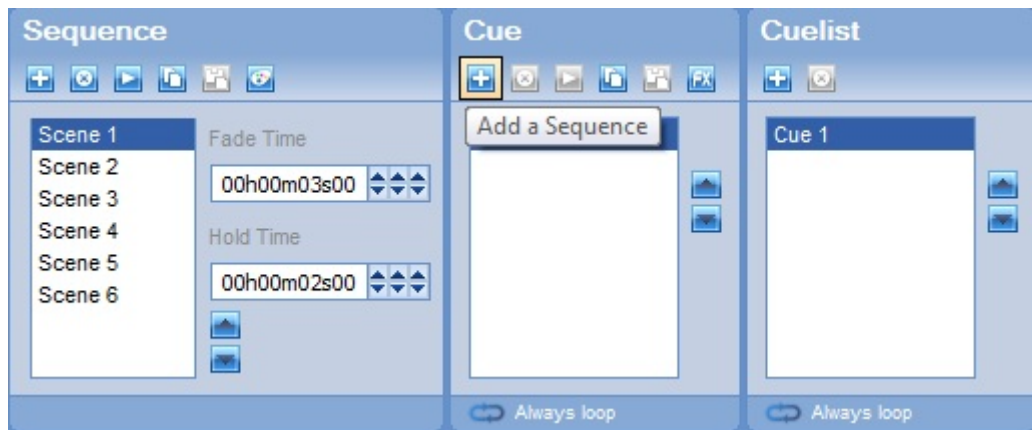 Sequence
Scene 1
Scene 2
Scene 3
Scene 4
Scene 5
Scene 6
Fade Time
00h00m03s00
Hold Time
00h00m02s00
Cue
FX
Add a Sequence
Always loop
Cuelist
Cue 1
Always loop